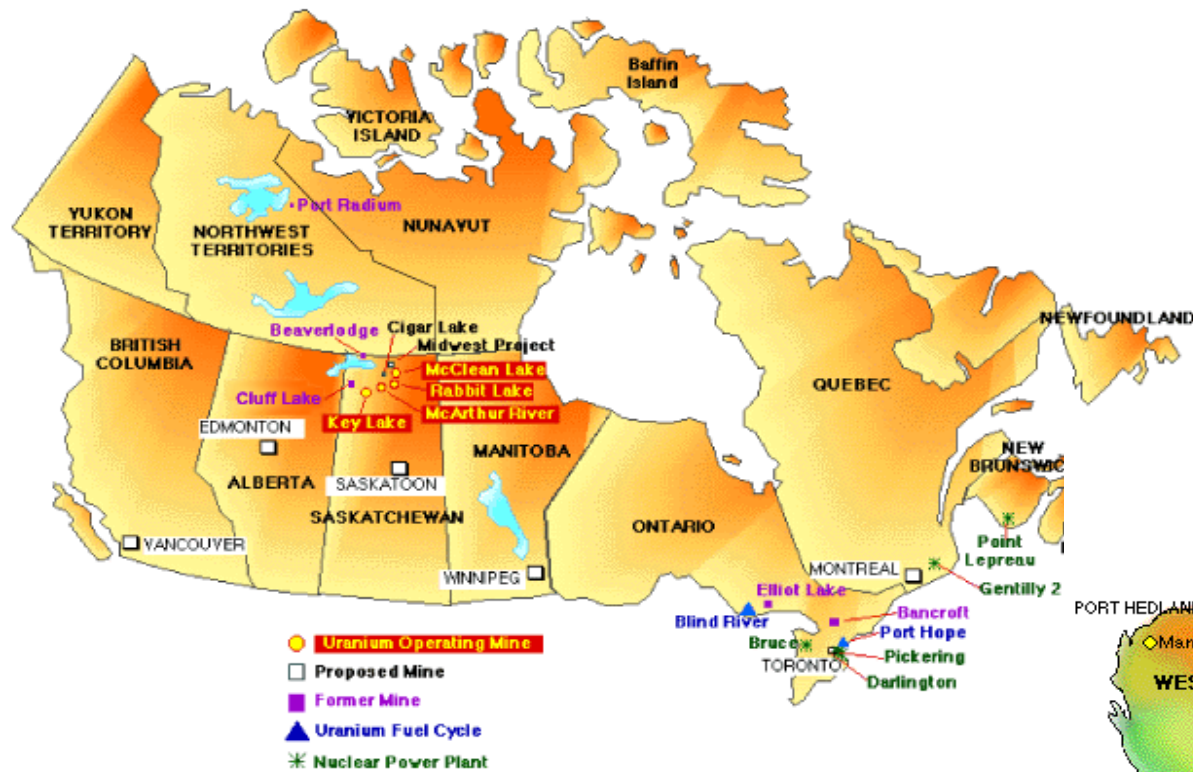 Baffin
Island
VICTORIA
ISLAND
YUKON
TERRITORY
Port Radium
NORTHWEST
TERRITORIES
NUNAVUT
BRITISH
COLUMBIA
Beaverlodge
Cigar Lake
Midwest Project
McClean Lake
Cluff Lake
Rabbit Lake
Key Lake
McArthur River
EDMONTON
ALBERTA
SASKATOON
SASKATCHEWAN
MANITOBA
VANCOUVER
WINNIPEG
ONTARIO
QUEBEC
NEWFOUNDLAND
NEW
BRUNSWIC
Point
Lepreau
MONTREAL
Gentilly 2
Elliot Lake
Blind River
Bancroft
Port Hope
Bruce
Pickering
TORONTO
Darlington
Uranium Operating Mine
Proposed Mine
Former Mine
Uranium Fuel Cycle
Nuclear Power Plant
PORT HEDLAN
Man
WES